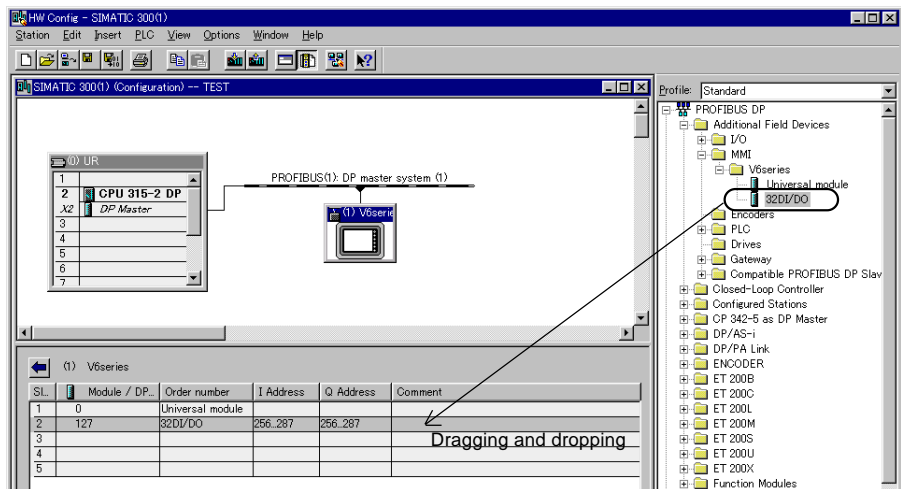 HW Config - SIMATIC 300(1)
Station Edit Insert PLC View Options Window Help
SIMATIC 300(1) (Configuration) -- TEST
(0) UR
1
2 CPU 315-2 DP
X2 DP Master
3
4
5
6
7
PROFIBUS(1): DP master system (1)
(1) V6serie
(1) V6series
Sl... Module / DP... Order number I Address Q Address Comment
1 0 Universal module
2 127 32DI/DO 256...287 256...287
3
4
5
Dragging and dropping
Profile: Standard
PROFIBUS DP
Additional Field Devices
I/O
MMI
V6series
Universal module
32DI/DO
Encoders
PLC
Drives
Gateway
Compatible PROFIBUS DP Slav
Closed-Loop Controller
Configured Stations
CP 342-5 as DP Master
DP/AS-i
DP/PA Link
ENCODER
ET 200B
ET 200C
ET 200L
ET 200M
ET 200S
ET 200U
ET 200X
Function Modules